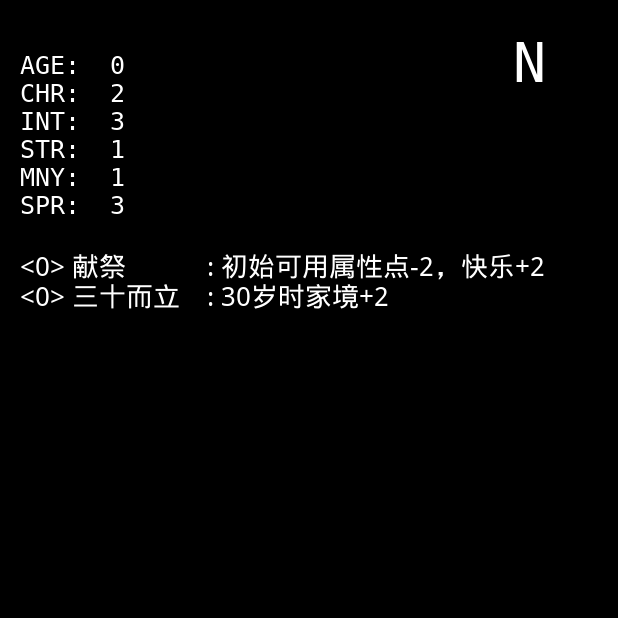 N
AGE: 0
CHR: 2
INT: 3
STR: 1
MNY: 1
SPR: 3
<0> 献祭 : 初始可用属性点-2，快乐+2
<0> 三十而立 : 30岁时家境+2